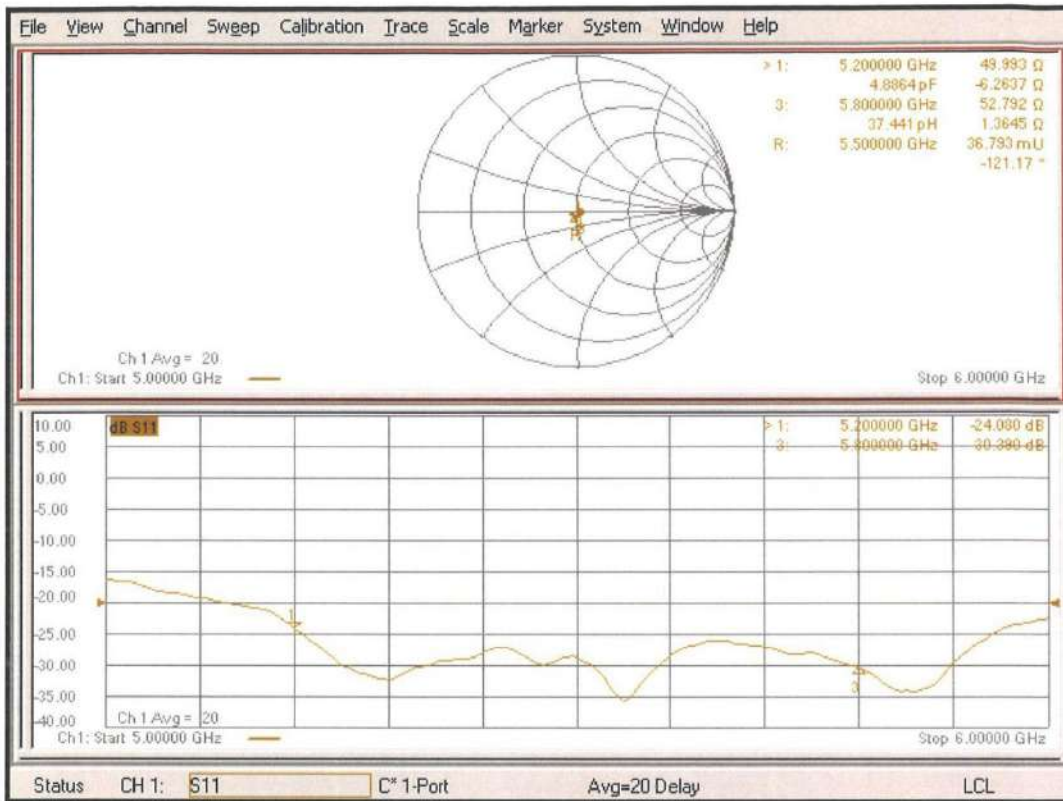 File View Channel Sweep Calibration Trace Scale Marker System Window Help
> 1: 5.200000 GHz 49.993 Ω
4.8864 pF -6.2637 Ω
3: 5.800000 GHz 52.792 Ω
37.441 pH 1.3645 Ω
R: 5.500000 GHz 36.793 mU
-121.17 °
R
Ch 1 Avg = 20
Ch1: Start 5.00000 GHz
Stop 6.00000 GHz
10.00
dB S11
> 1: 5.200000 GHz -24.080 dB
5.00
3: 5.800000 GHz -30.390 dB
0.00
-5.00
-10.00
-15.00
-20.00
1
-25.00
-30.00
3
-35.00
-40.00
Ch 1 Avg = 20
Ch1: Start 5.00000 GHz
Stop 6.00000 GHz
Status CH 1: S11 C* 1-Port Avg=20 Delay LCL